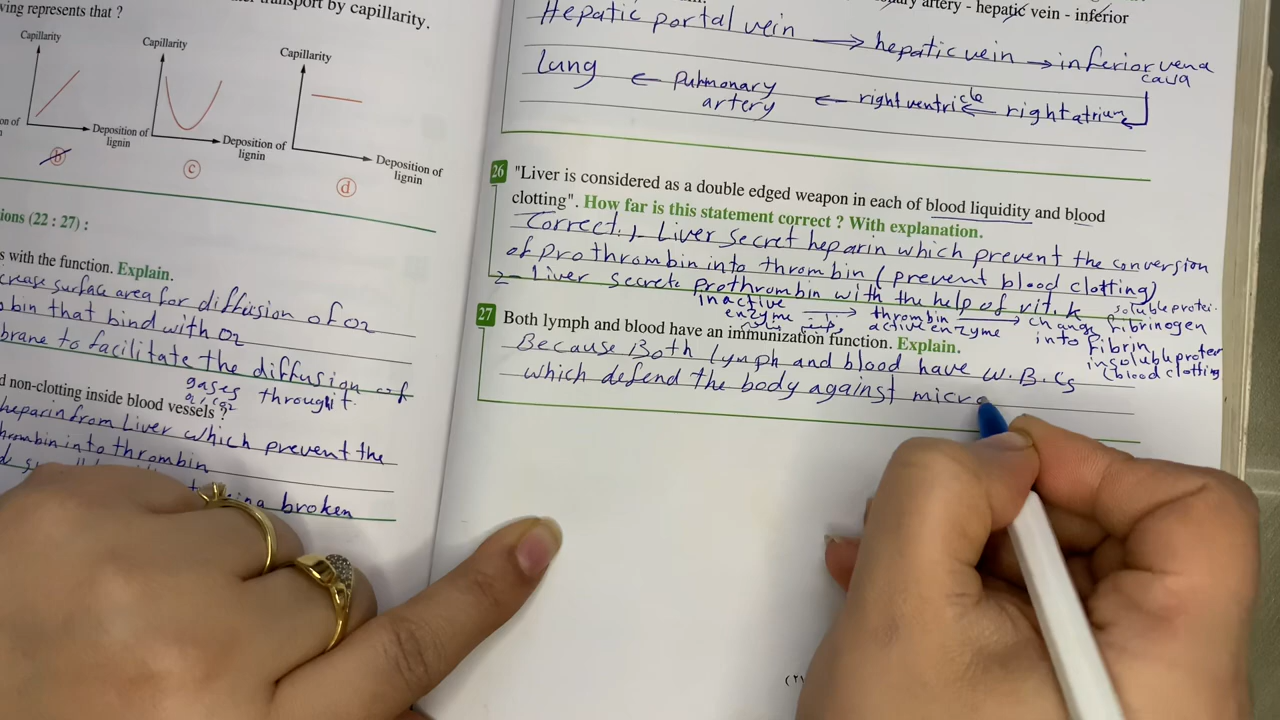 transport by capillarity.
ving represents that ?
Capillarity
Capillarity
Capillarity
Deposition of
lignin
Deposition of
lignin
Deposition of
lignin
on of
b
c
d
ions (22 : 27) :
s with the function. Explain.
crease surface area for diffusion of O2
bin that bind with O2
brane to facilitate the diffusion of
gases throught
d non-clotting inside blood vessels ?
heparin from Liver which prevent the
thrombin into thrombin
being broken
artery - hepatic vein - inferior
Hepatic portal vein → hepatic vein → inferior vena
cava
Lung ← Pulmonary artery ← right ventricle ← right atrium
26 "Liver is considered as a double edged weapon in each of blood liquidity and blood
clotting". How far is this statement correct ? With explanation.
Correct., Liver secret heparin which prevent the conversion
of prothrombin into thrombin (prevent blood clotting)
2- Liver secrete prothrombin with the help of vit. k
inactive enzyme → thrombin active enzyme → change into
soluble protei.
fibrinogen
Fibrin
insoluble protein
(blood clotting
27 Both lymph and blood have an immunization function. Explain.
Because Both lymph and blood have W.B.Cs
which defend the body against micro